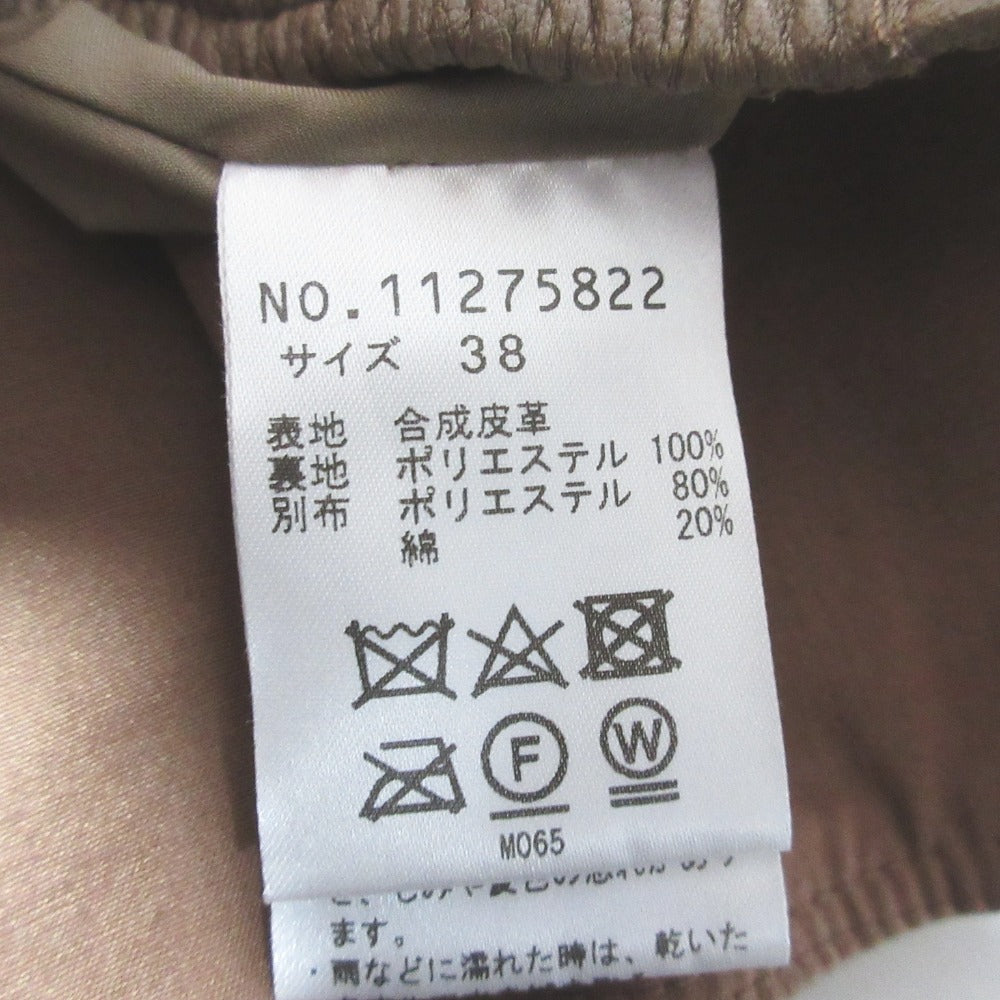 NO.11275822
サイズ 38
表地 合成皮革
裏地 ポリエステル 100%
別布 ポリエステル 80%
綿 20%
F
W
M065
ます。
・雨などに濡れた時は、乾いた